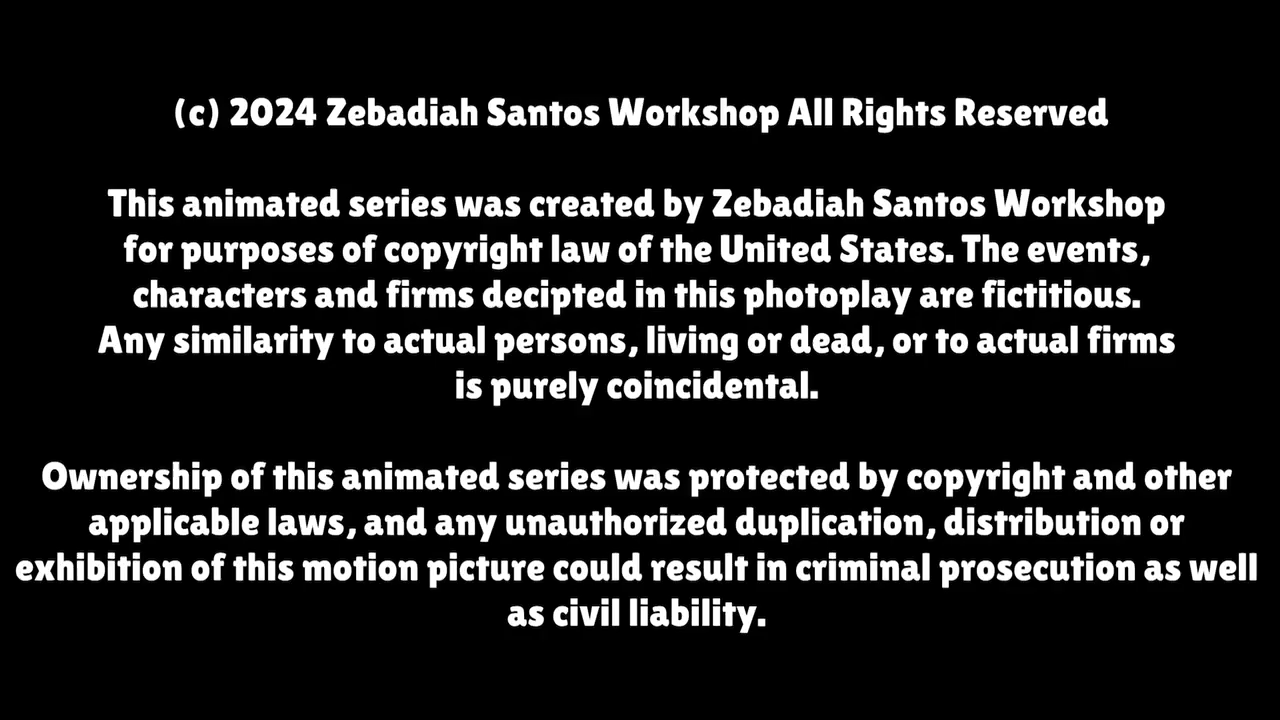 (c) 2024 Zebadiah Santos Workshop All Rights Reserved
This animated series was created by Zebadiah Santos Workshop
for purposes of copyright law of the United States. The events,
characters and firms decipted in this photoplay are fictitious.
Any similarity to actual persons, living or dead, or to actual firms
is purely coincidental.
Ownership of this animated series was protected by copyright and other
applicable laws, and any unauthorized duplication, distribution or
exhibition of this motion picture could result in criminal prosecution as well
as civil liability.